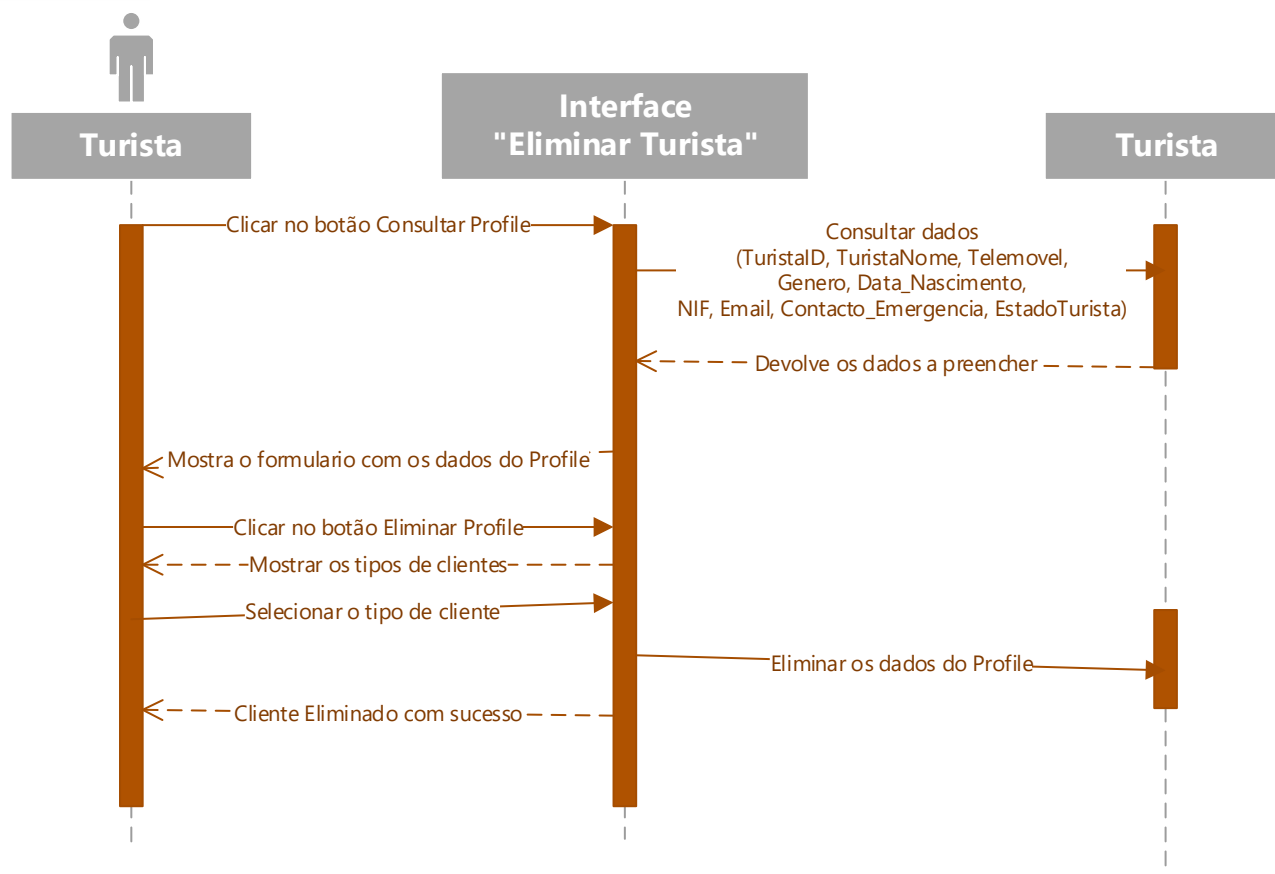 Turista
Interface
"Eliminar Turista"
Turista
Clicar no botão Consultar Profile
Consultar dados
(TuristaID, TuristaNome, Telemovel,
Genero, Data_Nascimento,
NIF, Email, Contacto_Emergencia, EstadoTurista)
Devolve os dados a preencher
Mostra o formulario com os dados do Profile
Clicar no botão Eliminar Profile
Mostrar os tipos de clientes
Selecionar o tipo de cliente
Eliminar os dados do Profile
Cliente Eliminado com sucesso